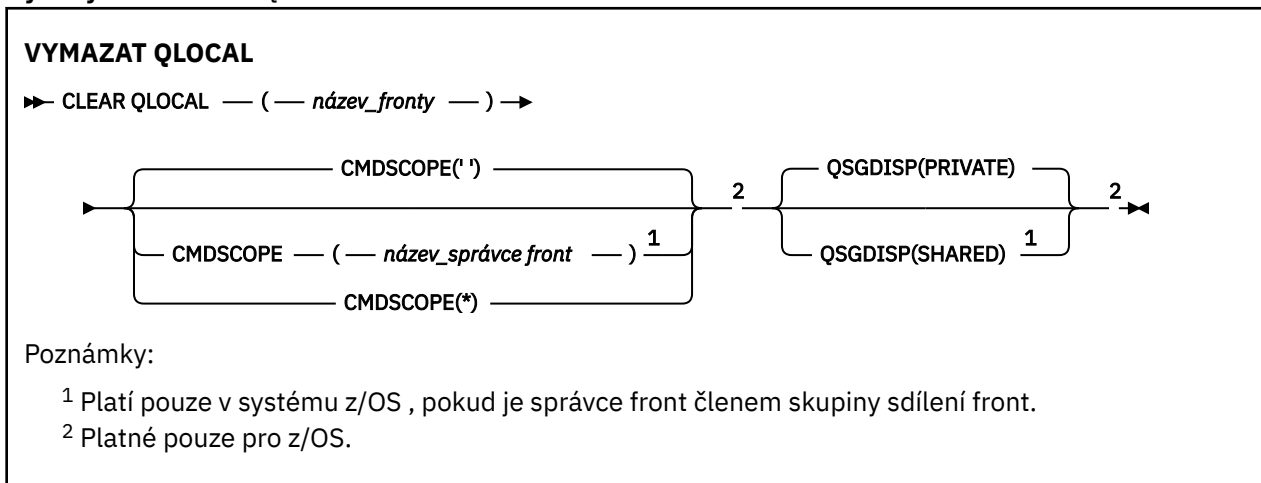 VYMAZAT QLOCAL
CLEAR QLOCAL — ( — název_fronty — )
CMDSCOPE(' ') QSGDISP(PRIVATE)
2 2
CMDSCOPE — ( — název_správce front — ) 1 QSGDISP(SHARED) 1
CMDSCOPE(*)
Poznámky:
1 Platí pouze v systému z/OS , pokud je správce front členem skupiny sdílení front.
2 Platné pouze pro z/OS.